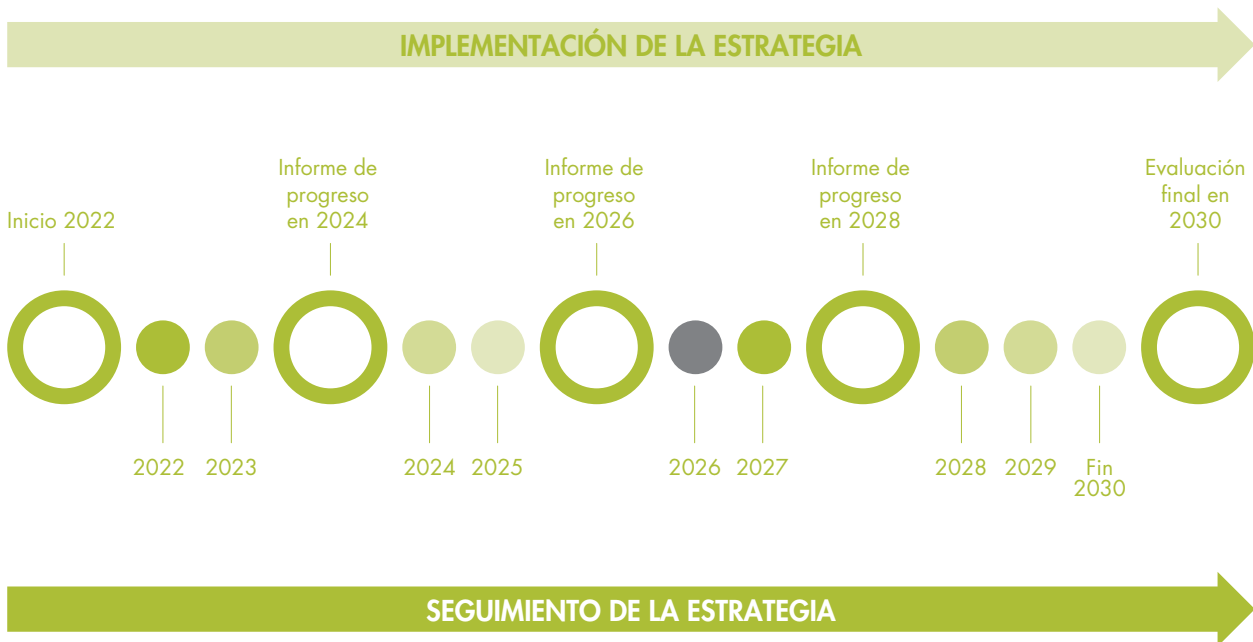 IMPLEMENTACIÓN DE LA ESTRATEGIA
Inicio 2022
Informe de
progreso
en 2024
Informe de
progreso
en 2026
Informe de
progreso
en 2028
Evaluación
final en
2030
2022
2023
2024
2025
2026
2027
2028
2029
Fin
2030
SEGUIMIENTO DE LA ESTRATEGIA